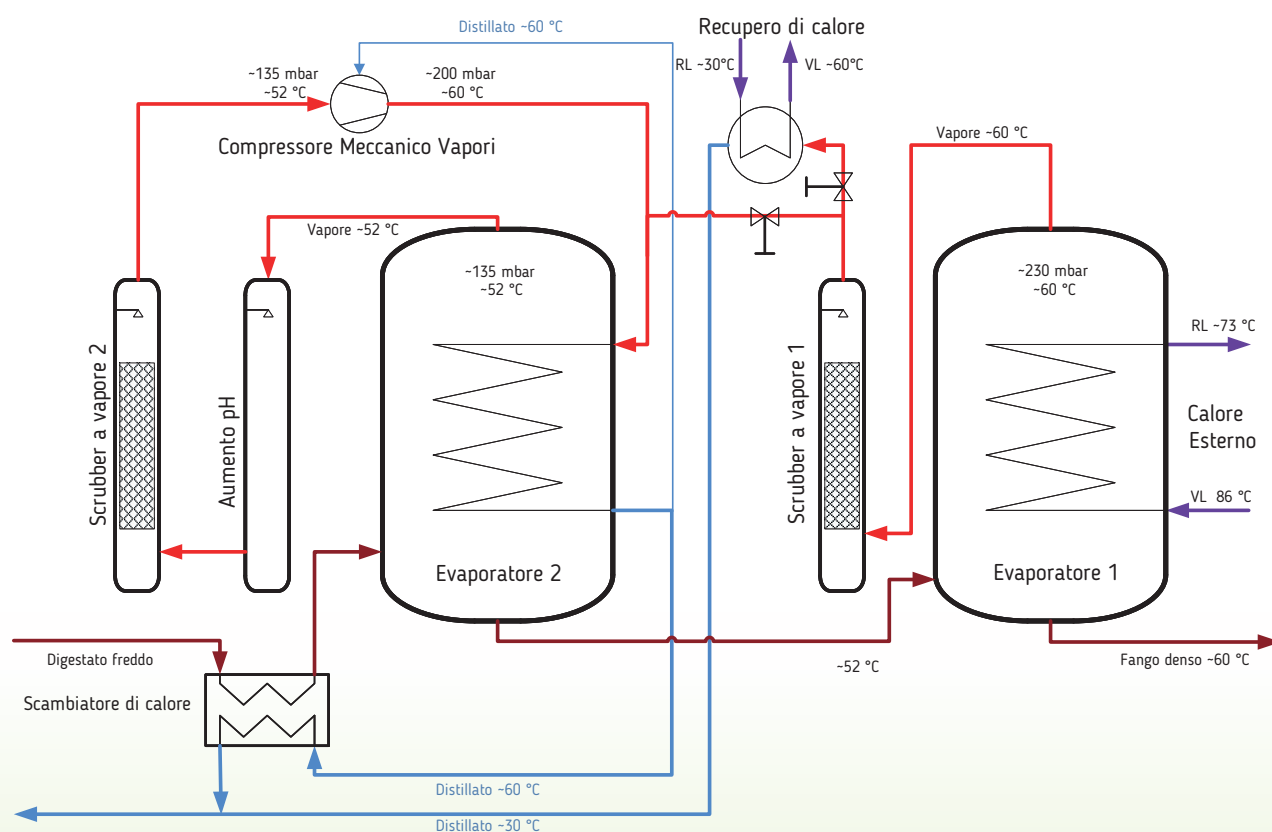 Distillato ~60 °C
Recupero di calore
RL ~30°C
VL ~60°C
~135 mbar
~52 °C
~200 mbar
~60 °C
Compressore Meccanico Vapori
Vapore ~60 °C
Vapore ~52 °C
~135 mbar
~52 °C
~230 mbar
~60 °C
RL ~73 °C
Calore
Esterno
VL 86 °C
Scrubber a vapore 2
Aumento pH
Scrubber a vapore 1
Evaporatore 2
Evaporatore 1
Digestato freddo
~52 °C
Fango denso ~60 °C
Scambiatore di calore
Distillato ~60 °C
Distillato ~30 °C